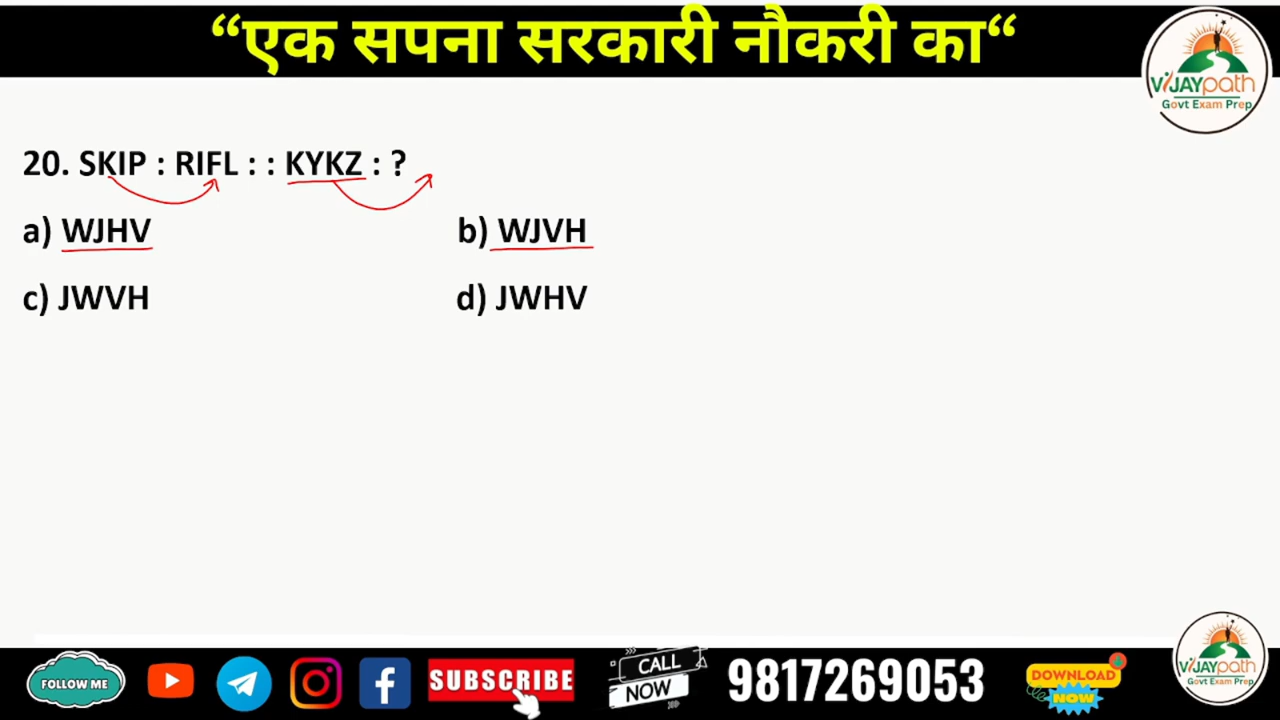 “एक सपना सरकारी नौकरी का“
VIJAYpath
Govt Exam Prep
20. SKIP : RIFL : : KYKZ : ?
a) WJHV
b) WJVH
c) JWVH
d) JWHV
FOLLOW ME
SUBSCRIBE
CALL
NOW
9817269053
DOWNLOAD
NOW
VIJAYpath
Govt Exam Prep